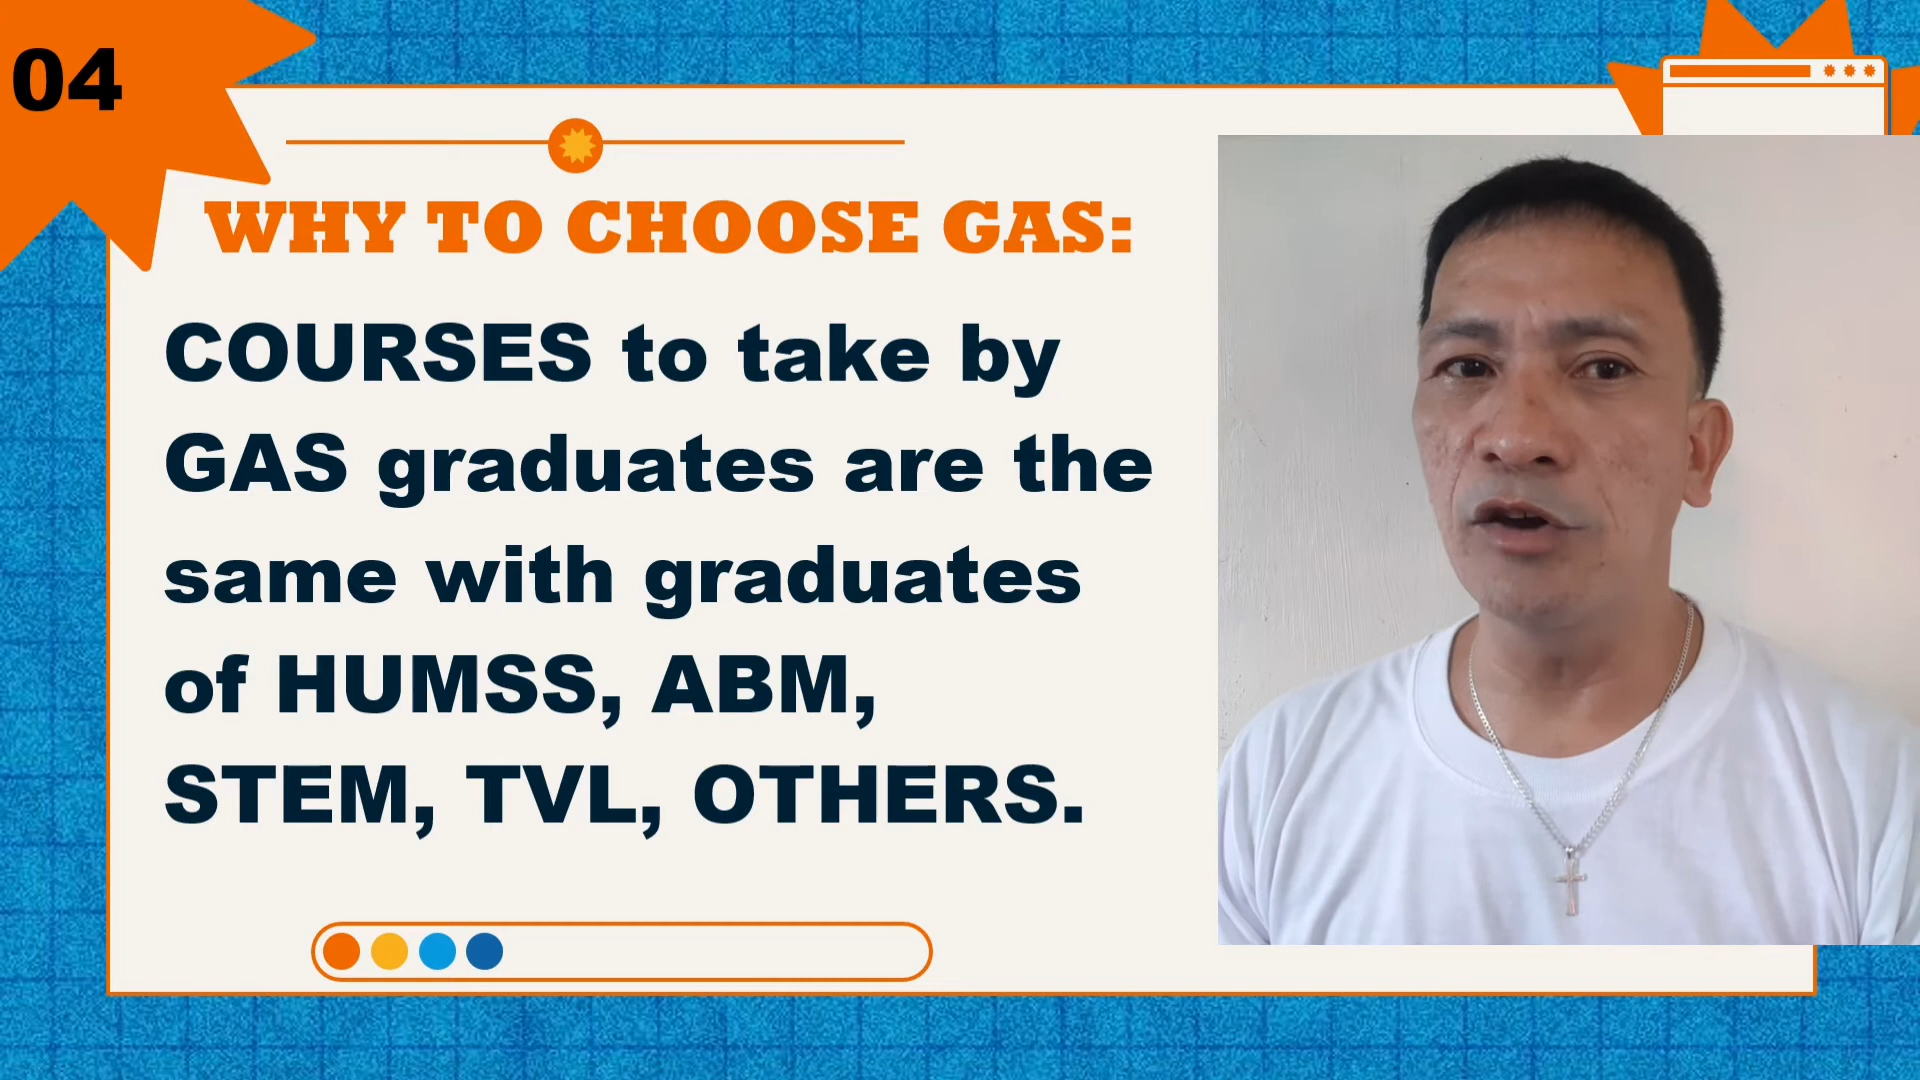 04
WHY TO CHOOSE GAS:
COURSES to take by
GAS graduates are the
same with graduates
of HUMSS, ABM,
STEM, TVL, OTHERS.